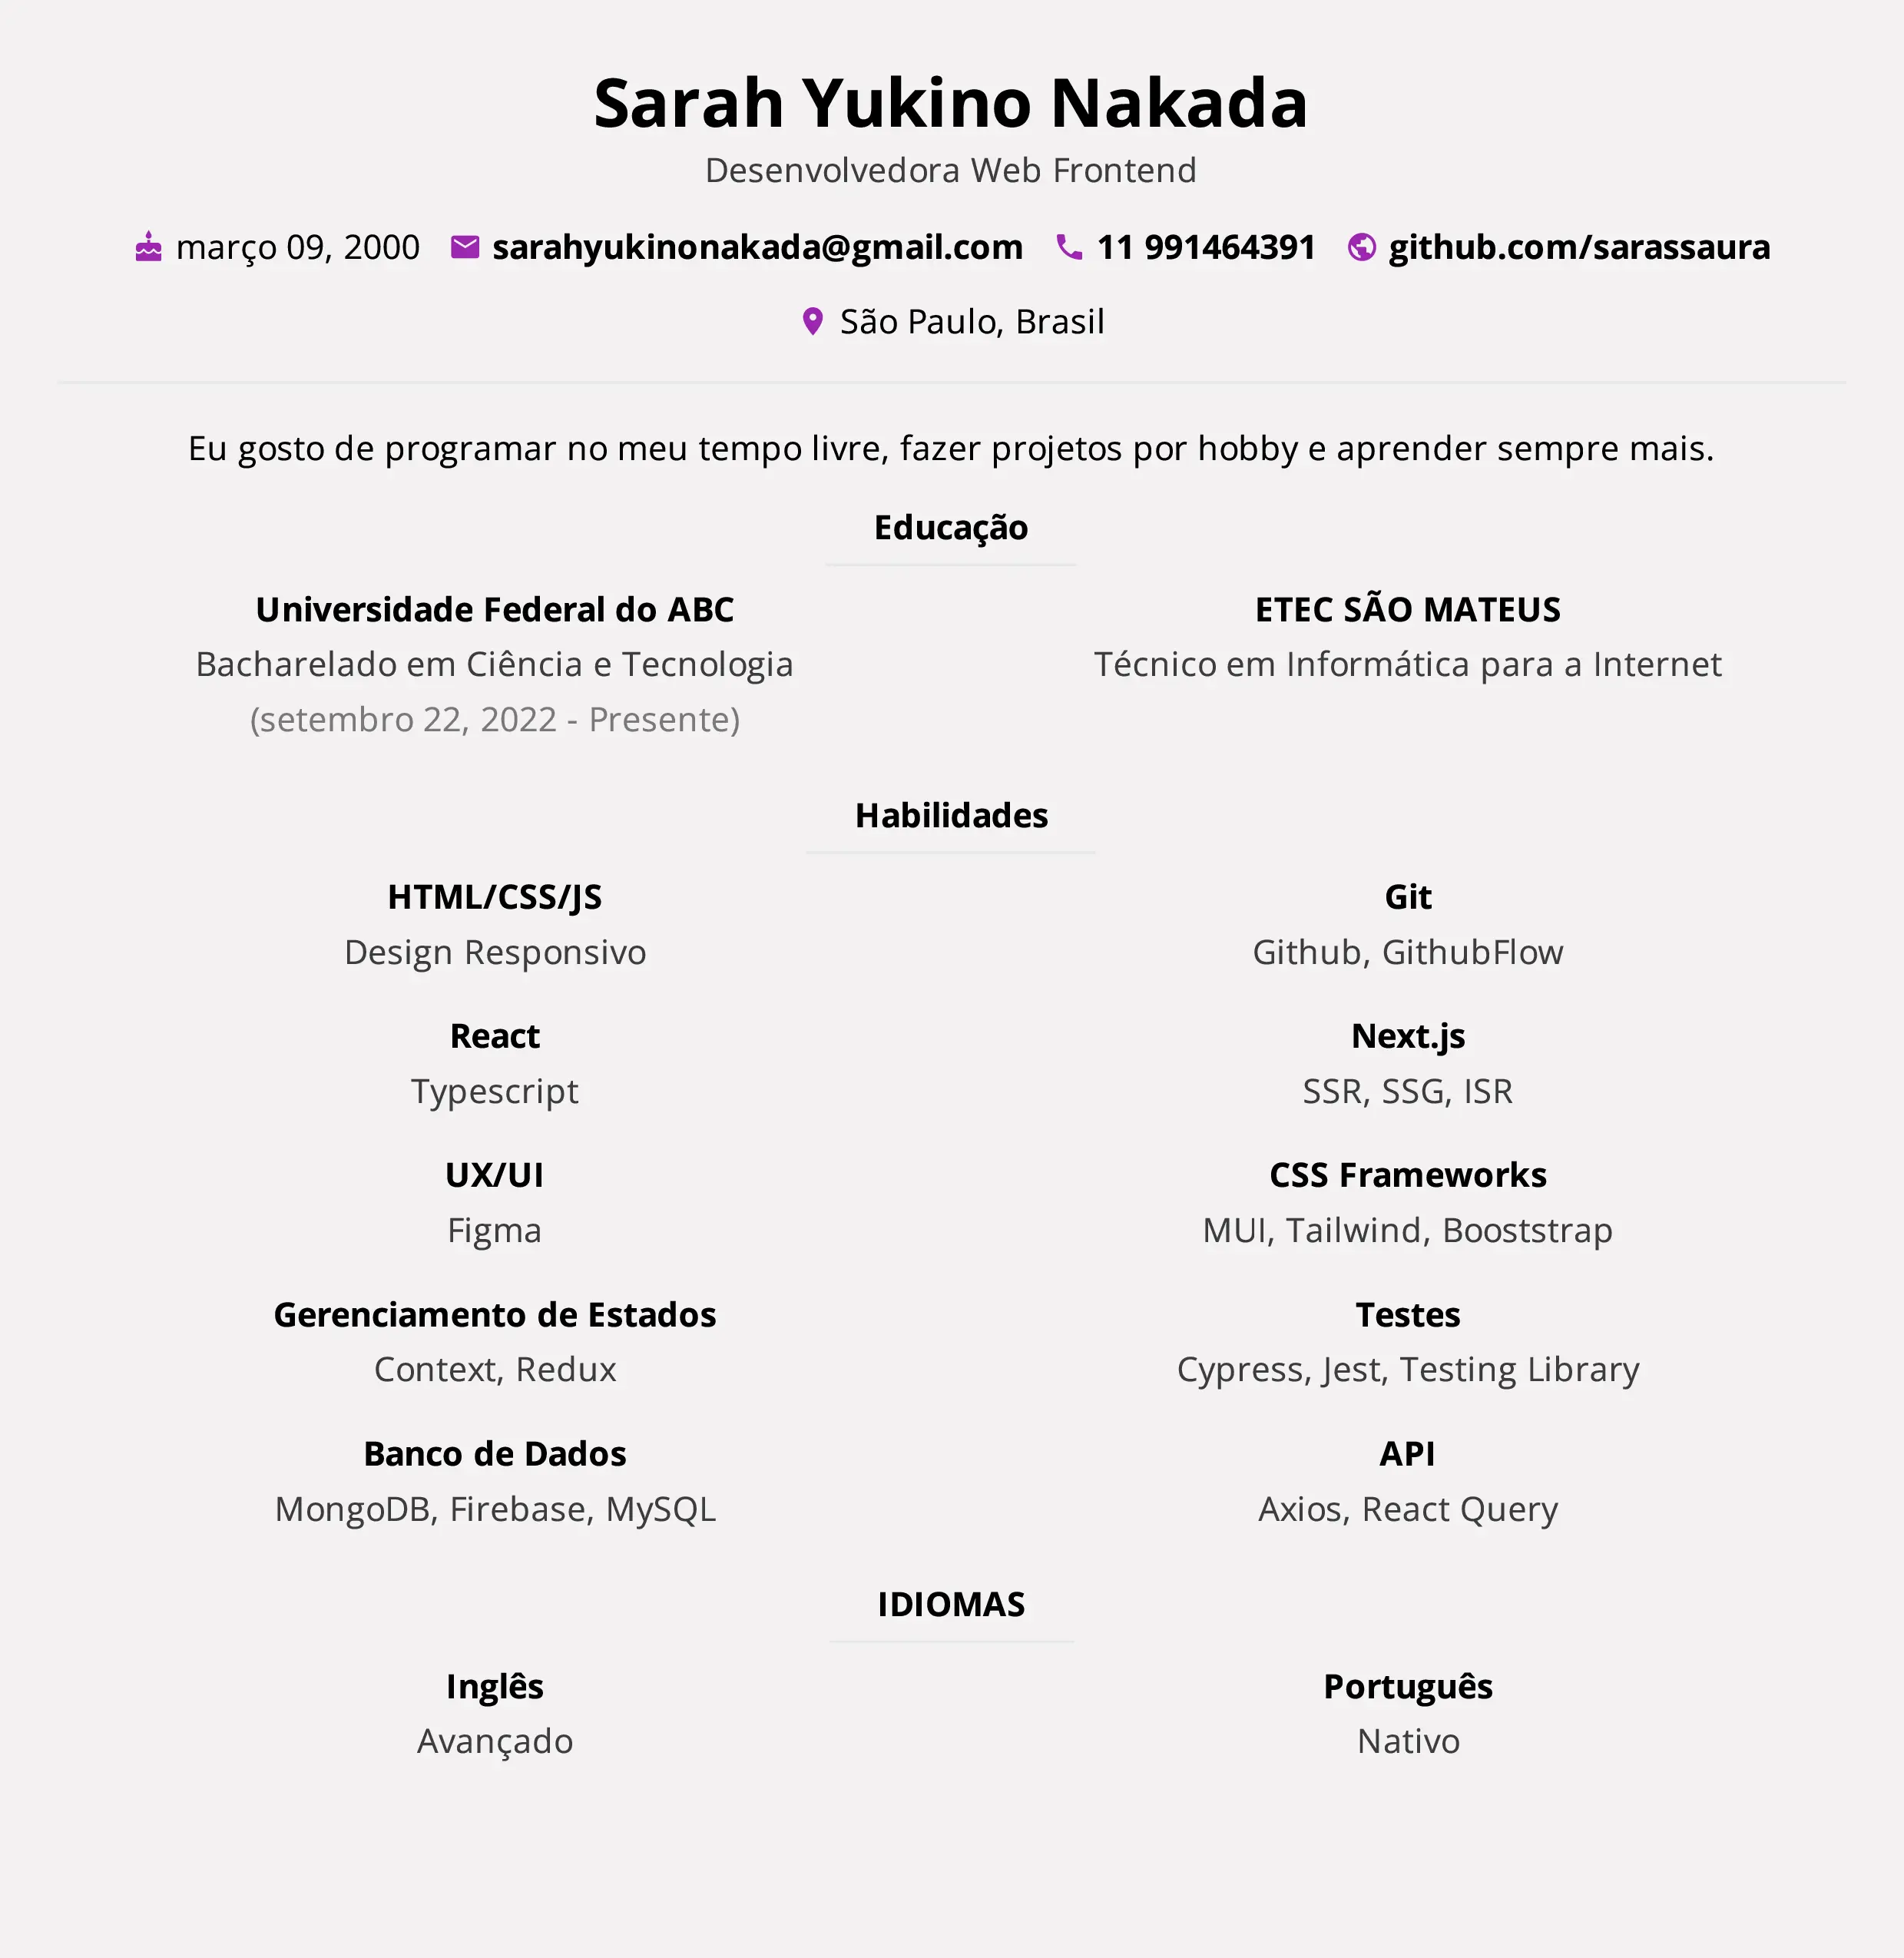 Sarah Yukino Nakada
Desenvolvedora Web Frontend
março 09, 2000 sarahyukinonakada@gmail.com 11 991464391 github.com/sarassaura
São Paulo, Brasil
Eu gosto de programar no meu tempo livre, fazer projetos por hobby e aprender sempre mais.
Educação
Universidade Federal do ABC
Bacharelado em Ciência e Tecnologia
(setembro 22, 2022 - Presente)
ETEC SÃO MATEUS
Técnico em Informática para a Internet
Habilidades
HTML/CSS/JS
Design Responsivo
Git
Github, GithubFlow
React
Typescript
Next.js
SSR, SSG, ISR
UX/UI
Figma
CSS Frameworks
MUI, Tailwind, Booststrap
Gerenciamento de Estados
Context, Redux
Testes
Cypress, Jest, Testing Library
Banco de Dados
MongoDB, Firebase, MySQL
API
Axios, React Query
IDIOMAS
Inglês
Avançado
Português
Nativo